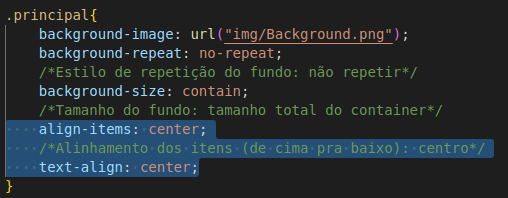 .principal{
background-image: url("img/Background.png");
background-repeat: no-repeat;
/*Estilo de repetição do fundo: não repetir*/
background-size: contain;
/*Tamanho do fundo: tamanho total do container*/
align-items: center;
/*Alinhamento dos itens (de cima pra baixo): centro*/
text-align: center;
}